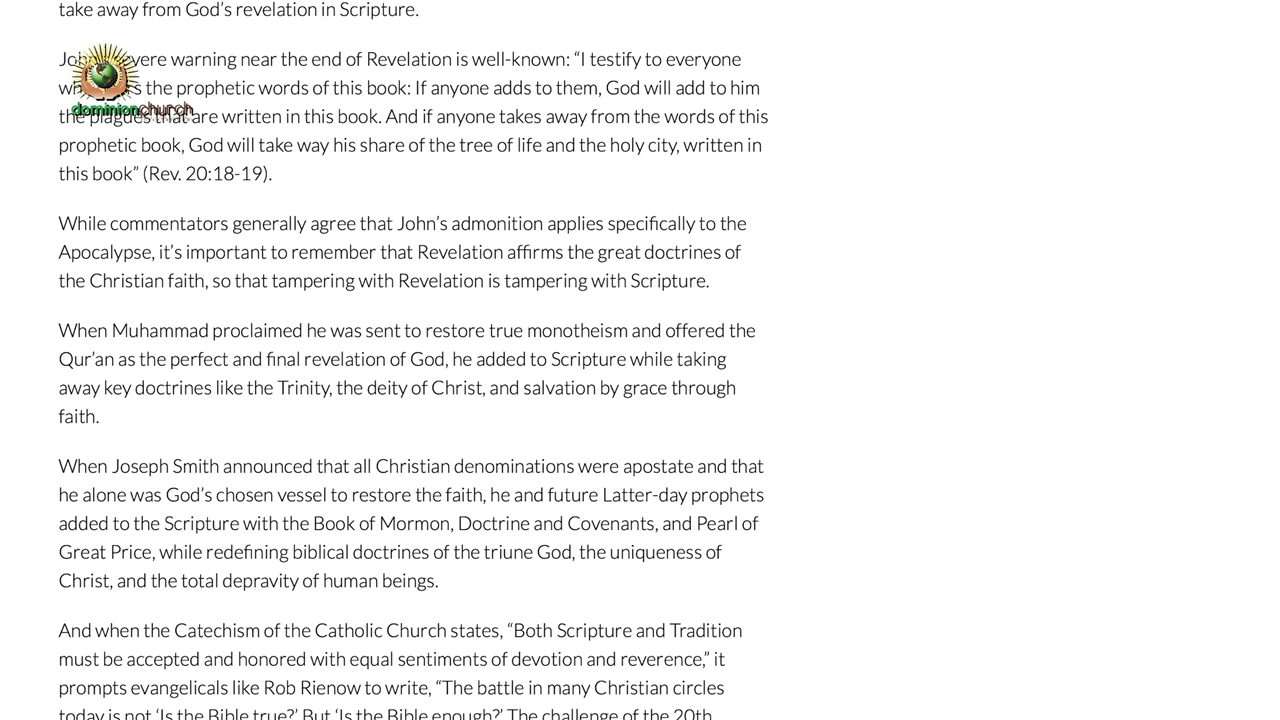 take away from God's revelation in Scripture.
vere warning near the end of Revelation is well-known: “I testify to everyone
the prophetic words of this book: If anyone adds to them, God will add to him
dominionchurch
the plagues that are written in this book. And if anyone takes away from the words of this
prophetic book, God will take way his share of the tree of life and the holy city, written in
this book” (Rev. 20:18-19).
While commentators generally agree that John’s admonition applies specifically to the
Apocalypse, it’s important to remember that Revelation affirms the great doctrines of
the Christian faith, so that tampering with Revelation is tampering with Scripture.
When Muhammad proclaimed he was sent to restore true monotheism and offered the
Qur’an as the perfect and final revelation of God, he added to Scripture while taking
away key doctrines like the Trinity, the deity of Christ, and salvation by grace through
faith.
When Joseph Smith announced that all Christian denominations were apostate and that
he alone was God’s chosen vessel to restore the faith, he and future Latter-day prophets
added to the Scripture with the Book of Mormon, Doctrine and Covenants, and Pearl of
Great Price, while redefining biblical doctrines of the triune God, the uniqueness of
Christ, and the total depravity of human beings.
And when the Catechism of the Catholic Church states, “Both Scripture and Tradition
must be accepted and honored with equal sentiments of devotion and reverence,” it
prompts evangelicals like Rob Rienow to write, “The battle in many Christian circles
today is not ‘Is the Bible true?’ But ‘Is the Bible enough?’ The challenge of the 20th